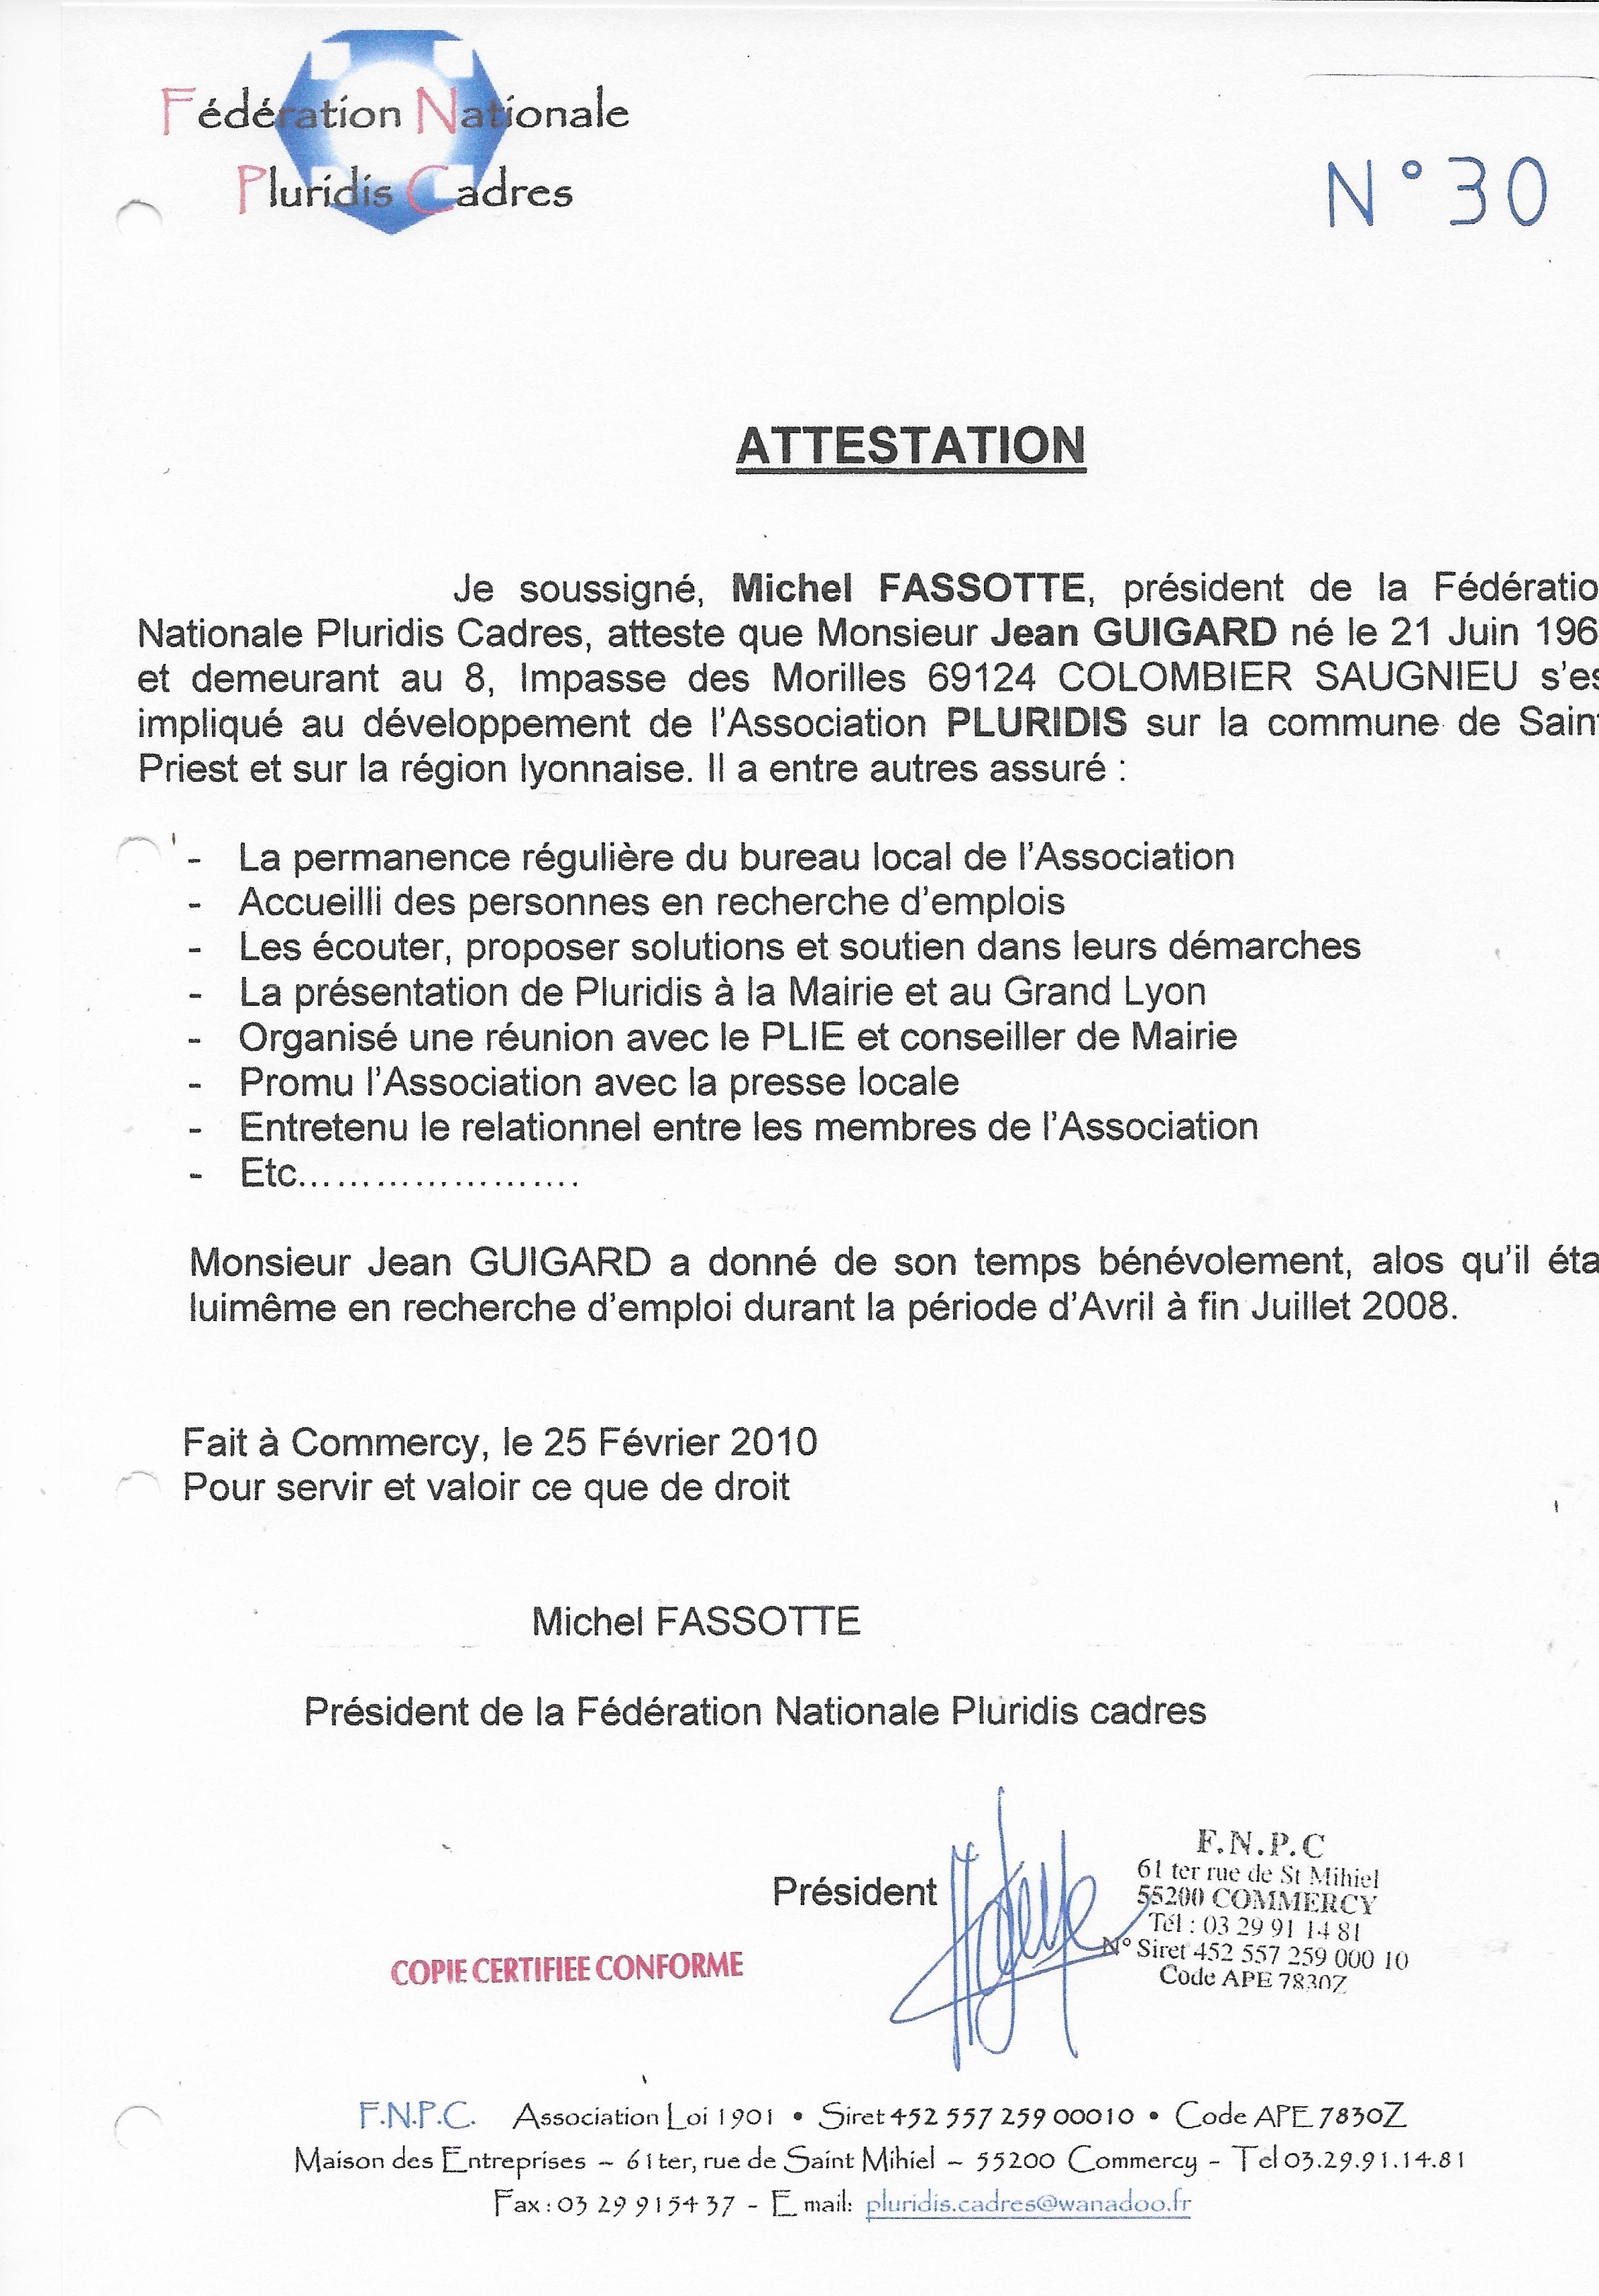 Fédération Nationale
Pluridis Cadres
N°30
ATTESTATION
Je soussigné, Michel FASSOTTE, président de la Fédératio
Nationale Pluridis Cadres, atteste que Monsieur Jean GUIGARD né le 21 Juin 196
et demeurant au 8, Impasse des Morilles 69124 COLOMBIER SAUGNIEU s'es
impliqué au développement de l'Association PLURIDIS sur la commune de Saint
Priest et sur la région lyonnaise. Il a entre autres assuré :
- La permanence régulière du bureau local de l'Association
- Accueilli des personnes en recherche d'emplois
- Les écouter, proposer solutions et soutien dans leurs démarches
- La présentation de Pluridis à la Mairie et au Grand Lyon
- Organisé une réunion avec le PLIE et conseiller de Mairie
- Promu l'Association avec la presse locale
- Entretenu le relationnel entre les membres de l'Association
- Etc.......................
Monsieur Jean GUIGARD a donné de son temps bénévolement, alos qu'il éta
luimême en recherche d'emploi durant la période d'Avril à fin Juillet 2008.
Fait à Commercy, le 25 Février 2010
Pour servir et valoir ce que de droit
Michel FASSOTTE
Président de la Fédération Nationale Pluridis cadres
Président
F.N.P.C
61 ter rue de St Mihiel
55200 COMMERCY
Tél : 03 29 91 14 81
N° Siret 452 557 259 000 10
Code APE 7830Z
COPIE CERTIFIEE CONFORME
F.N.P.C. Association Loi 1901 • Siret 452 557 259 00010 • Code APE 7830Z
Maison des Entreprises – 61ter, rue de Saint Mihiel – 55200 Commercy - Tel 03.29.91.14.81
Fax : 03 29 91 54 37 - E mail: pluridis.cadres@wanadoo.fr